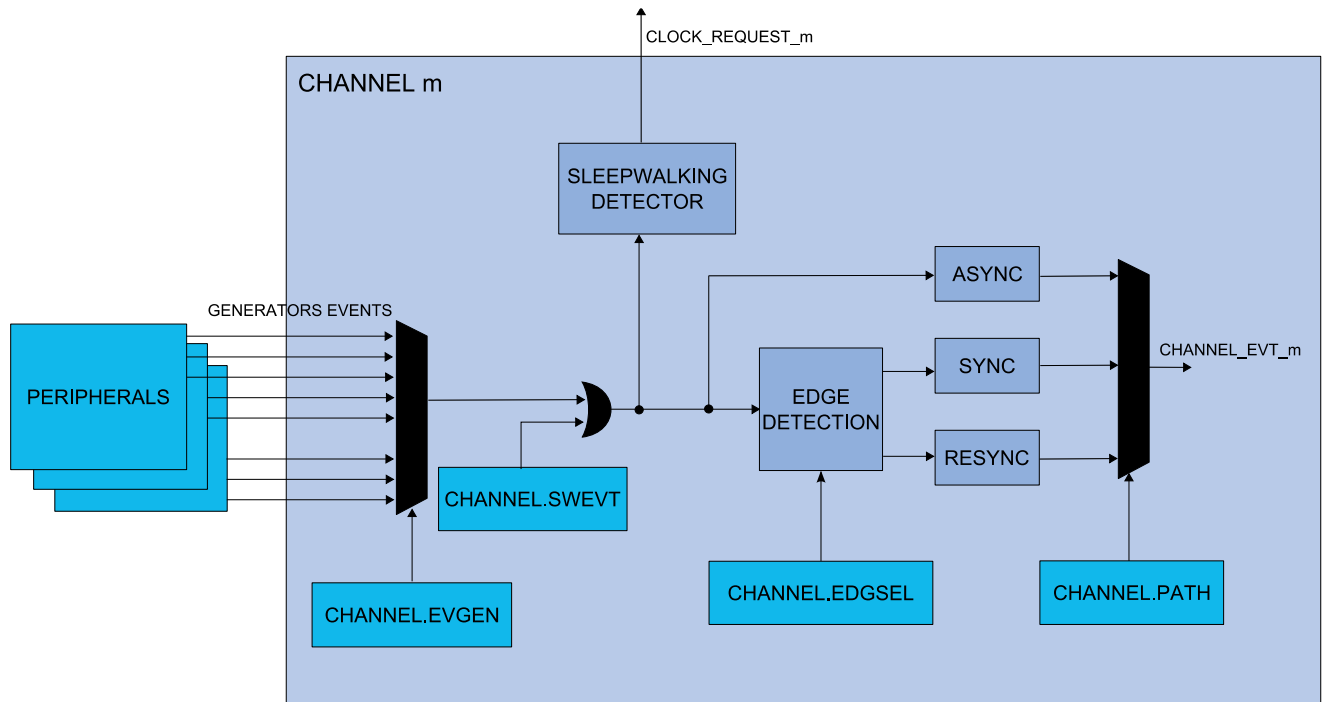 CLOCK_REQUEST_m
CHANNEL m
SLEEPWALKING
DETECTOR
ASYNC
GENERATORS EVENTS
CHANNEL_EVT_m
SYNC
PERIPHERALS
EDGE
DETECTION
RESYNC
CHANNEL.SWEVT
CHANNEL.EVGEN
CHANNEL.EDGSEL
CHANNEL.PATH